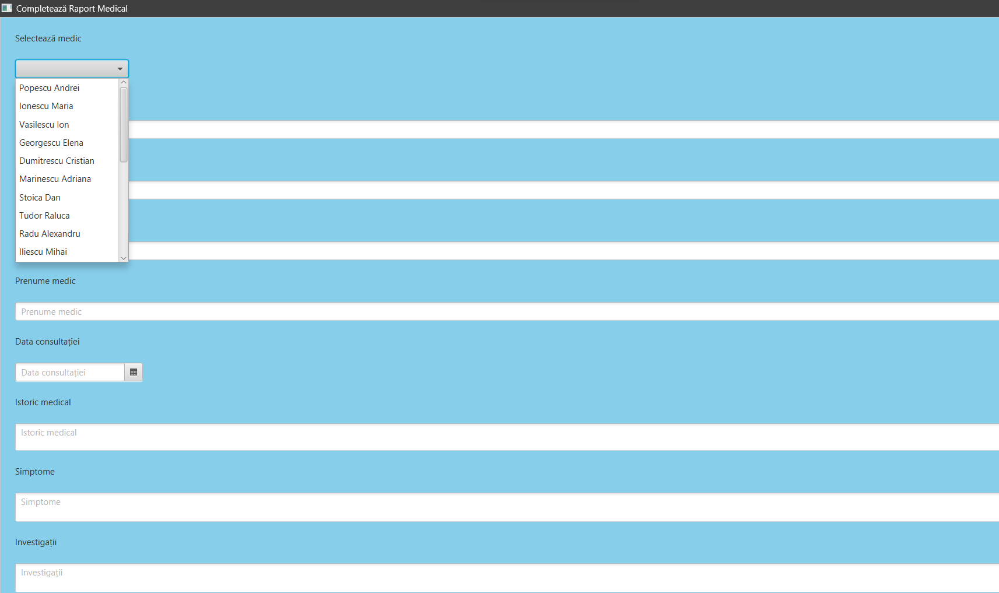 Completează Raport Medical
Selectează medic
Popescu Andrei
Ionescu Maria
Vasilescu Ion
Georgescu Elena
Dumitrescu Cristian
Marinescu Adriana
Stoica Dan
Tudor Raluca
Radu Alexandru
Iliescu Mihai
Prenume medic
Prenume medic
Data consultației
Data consultației
Istoric medical
Istoric medical
Simptome
Simptome
Investigații
Investigații